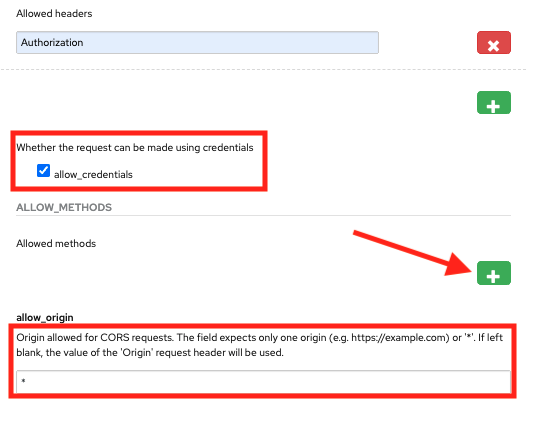 Allowed headers
Authorization
Whether the request can be made using credentials
allow_credentials
ALLOW_METHODS
Allowed methods
allow_origin
Origin allowed for CORS requests. The field expects only one origin (e.g. https://example.com) or '*'. If left
blank, the value of the 'Origin' request header will be used.
*